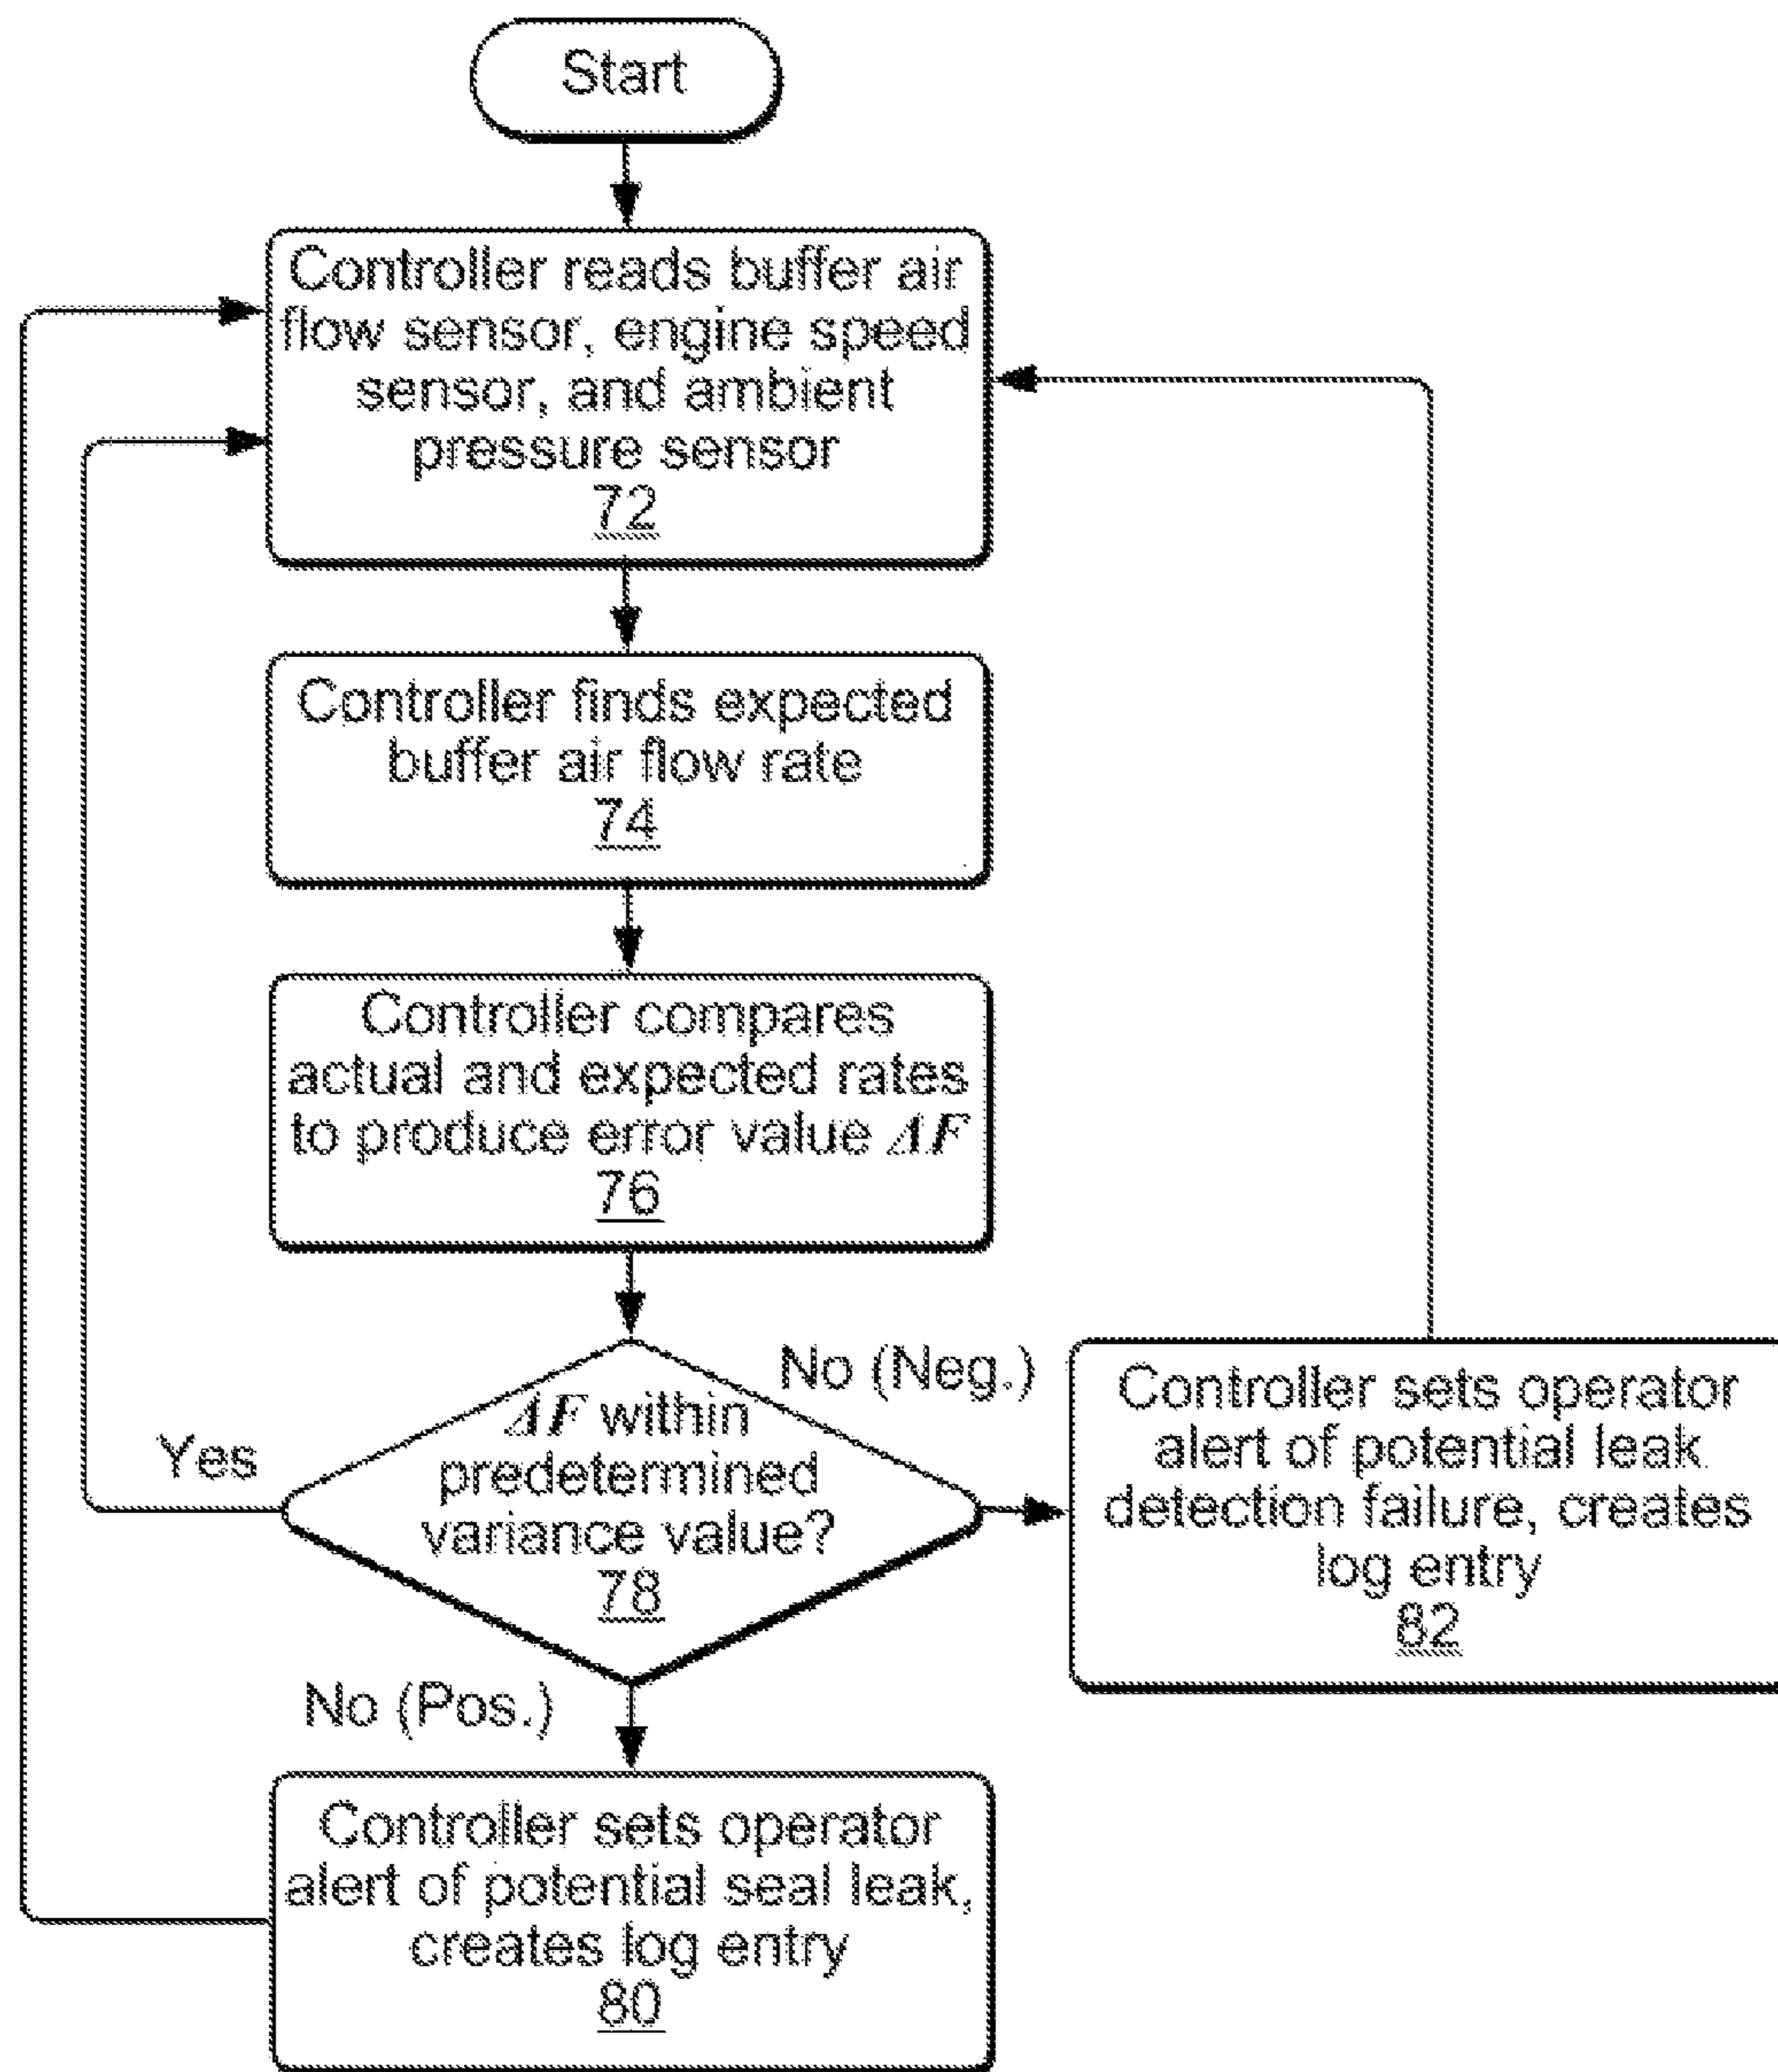 Start
Controller reads buffer air
flow sensor, engine speed
sensor, and ambient
pressure sensor
72
Controller finds expected
buffer air flow rate
74
Controller compares
actual and expected rates
to produce error value ΔF
76
No (Neg.)
Yes
ΔF within
predetermined
variance value?
78
Controller sets operator
alert of potential leak
detection failure, creates
log entry
82
No (Pos.)
Controller sets operator
alert of potential seal leak,
creates log entry
80